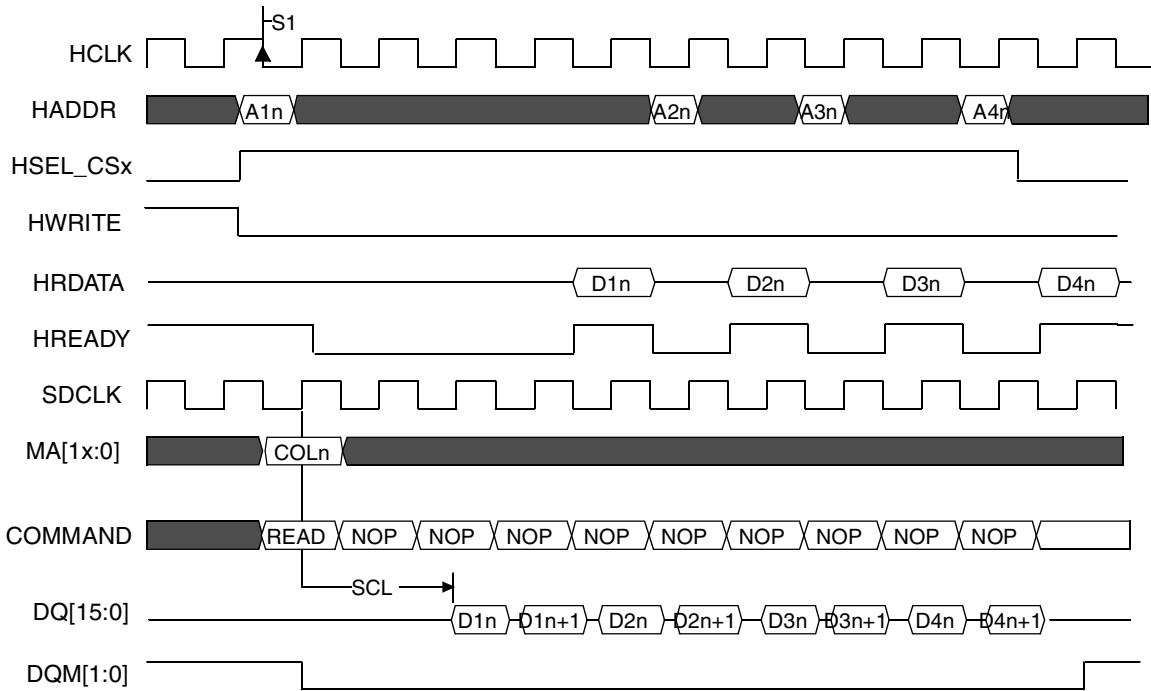 S1
HCLK
HADDR A1n A2n A3n A4n
HSEL_CSx
HWRITE
HRDATA D1n D2n D3n D4n
HREADY
SDCLK
MA[1x:0] COLn
COMMAND READ NOP NOP NOP NOP NOP NOP NOP NOP NOP
SCL
DQ[15:0] D1n D1n+1 D2n D2n+1 D3n D3n+1 D4n D4n+1
DQM[1:0]